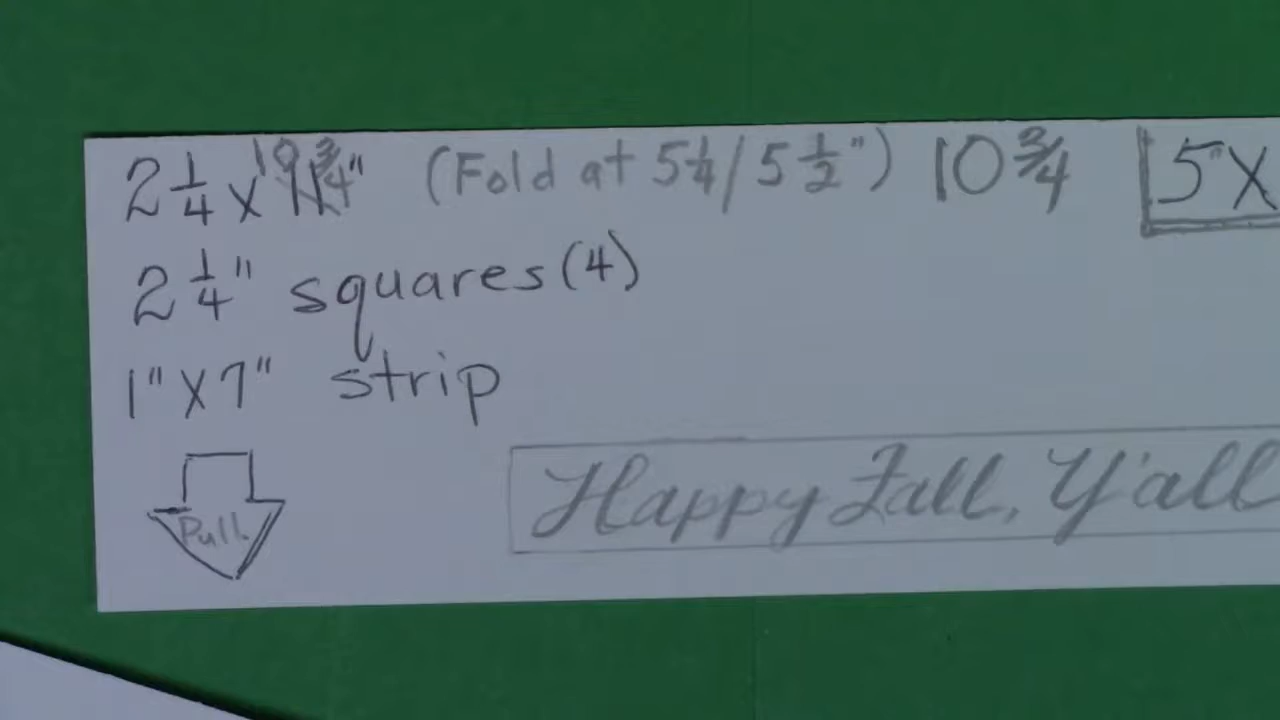 2 1/4 x 10 3/4" (Fold at 5 1/4 / 5 1/2") 10 3/4 5" X
2 1/4" squares (4)
1" X 7" strip
Pull
Happy Fall, Y'all